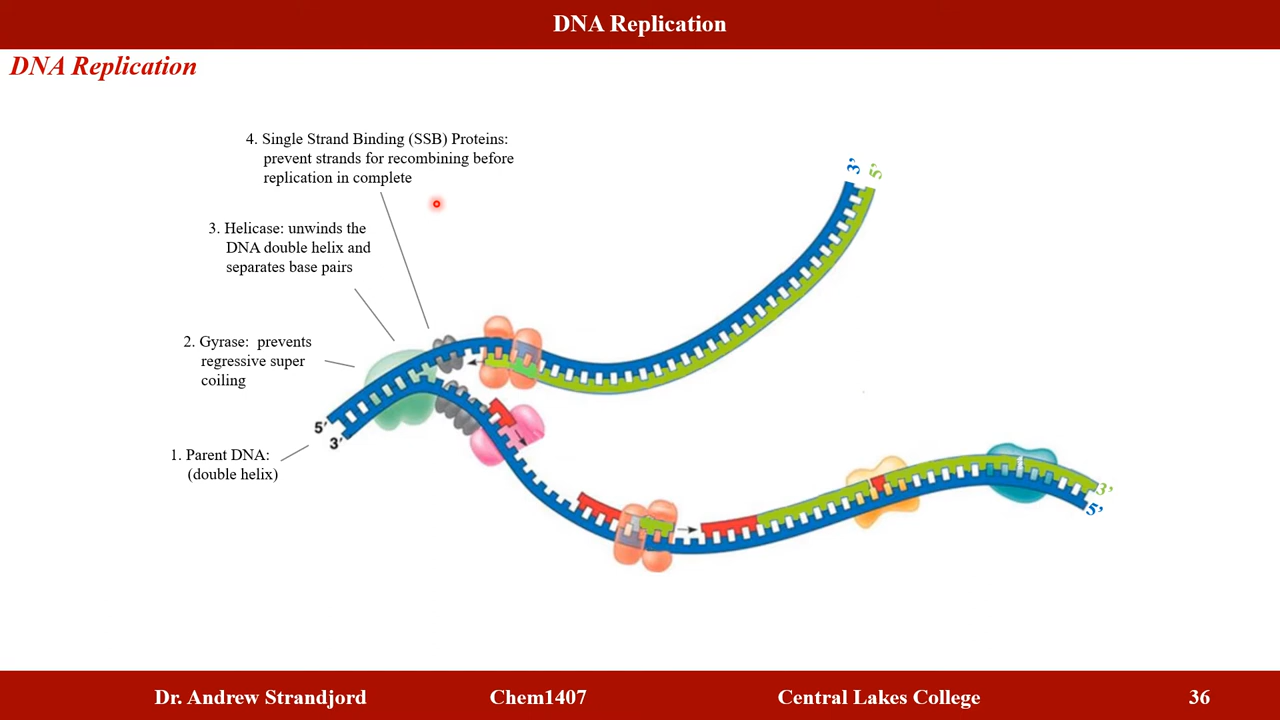 DNA Replication
DNA Replication
4. Single Strand Binding (SSB) Proteins:
prevent strands for recombining before
replication in complete
3. Helicase: unwinds the
DNA double helix and
separates base pairs
2. Gyrase: prevents
regressive super
coiling
1. Parent DNA:
(double helix)
5'
3'
3’
5’
3’
5’
Dr. Andrew Strandjord Chem1407 Central Lakes College 36